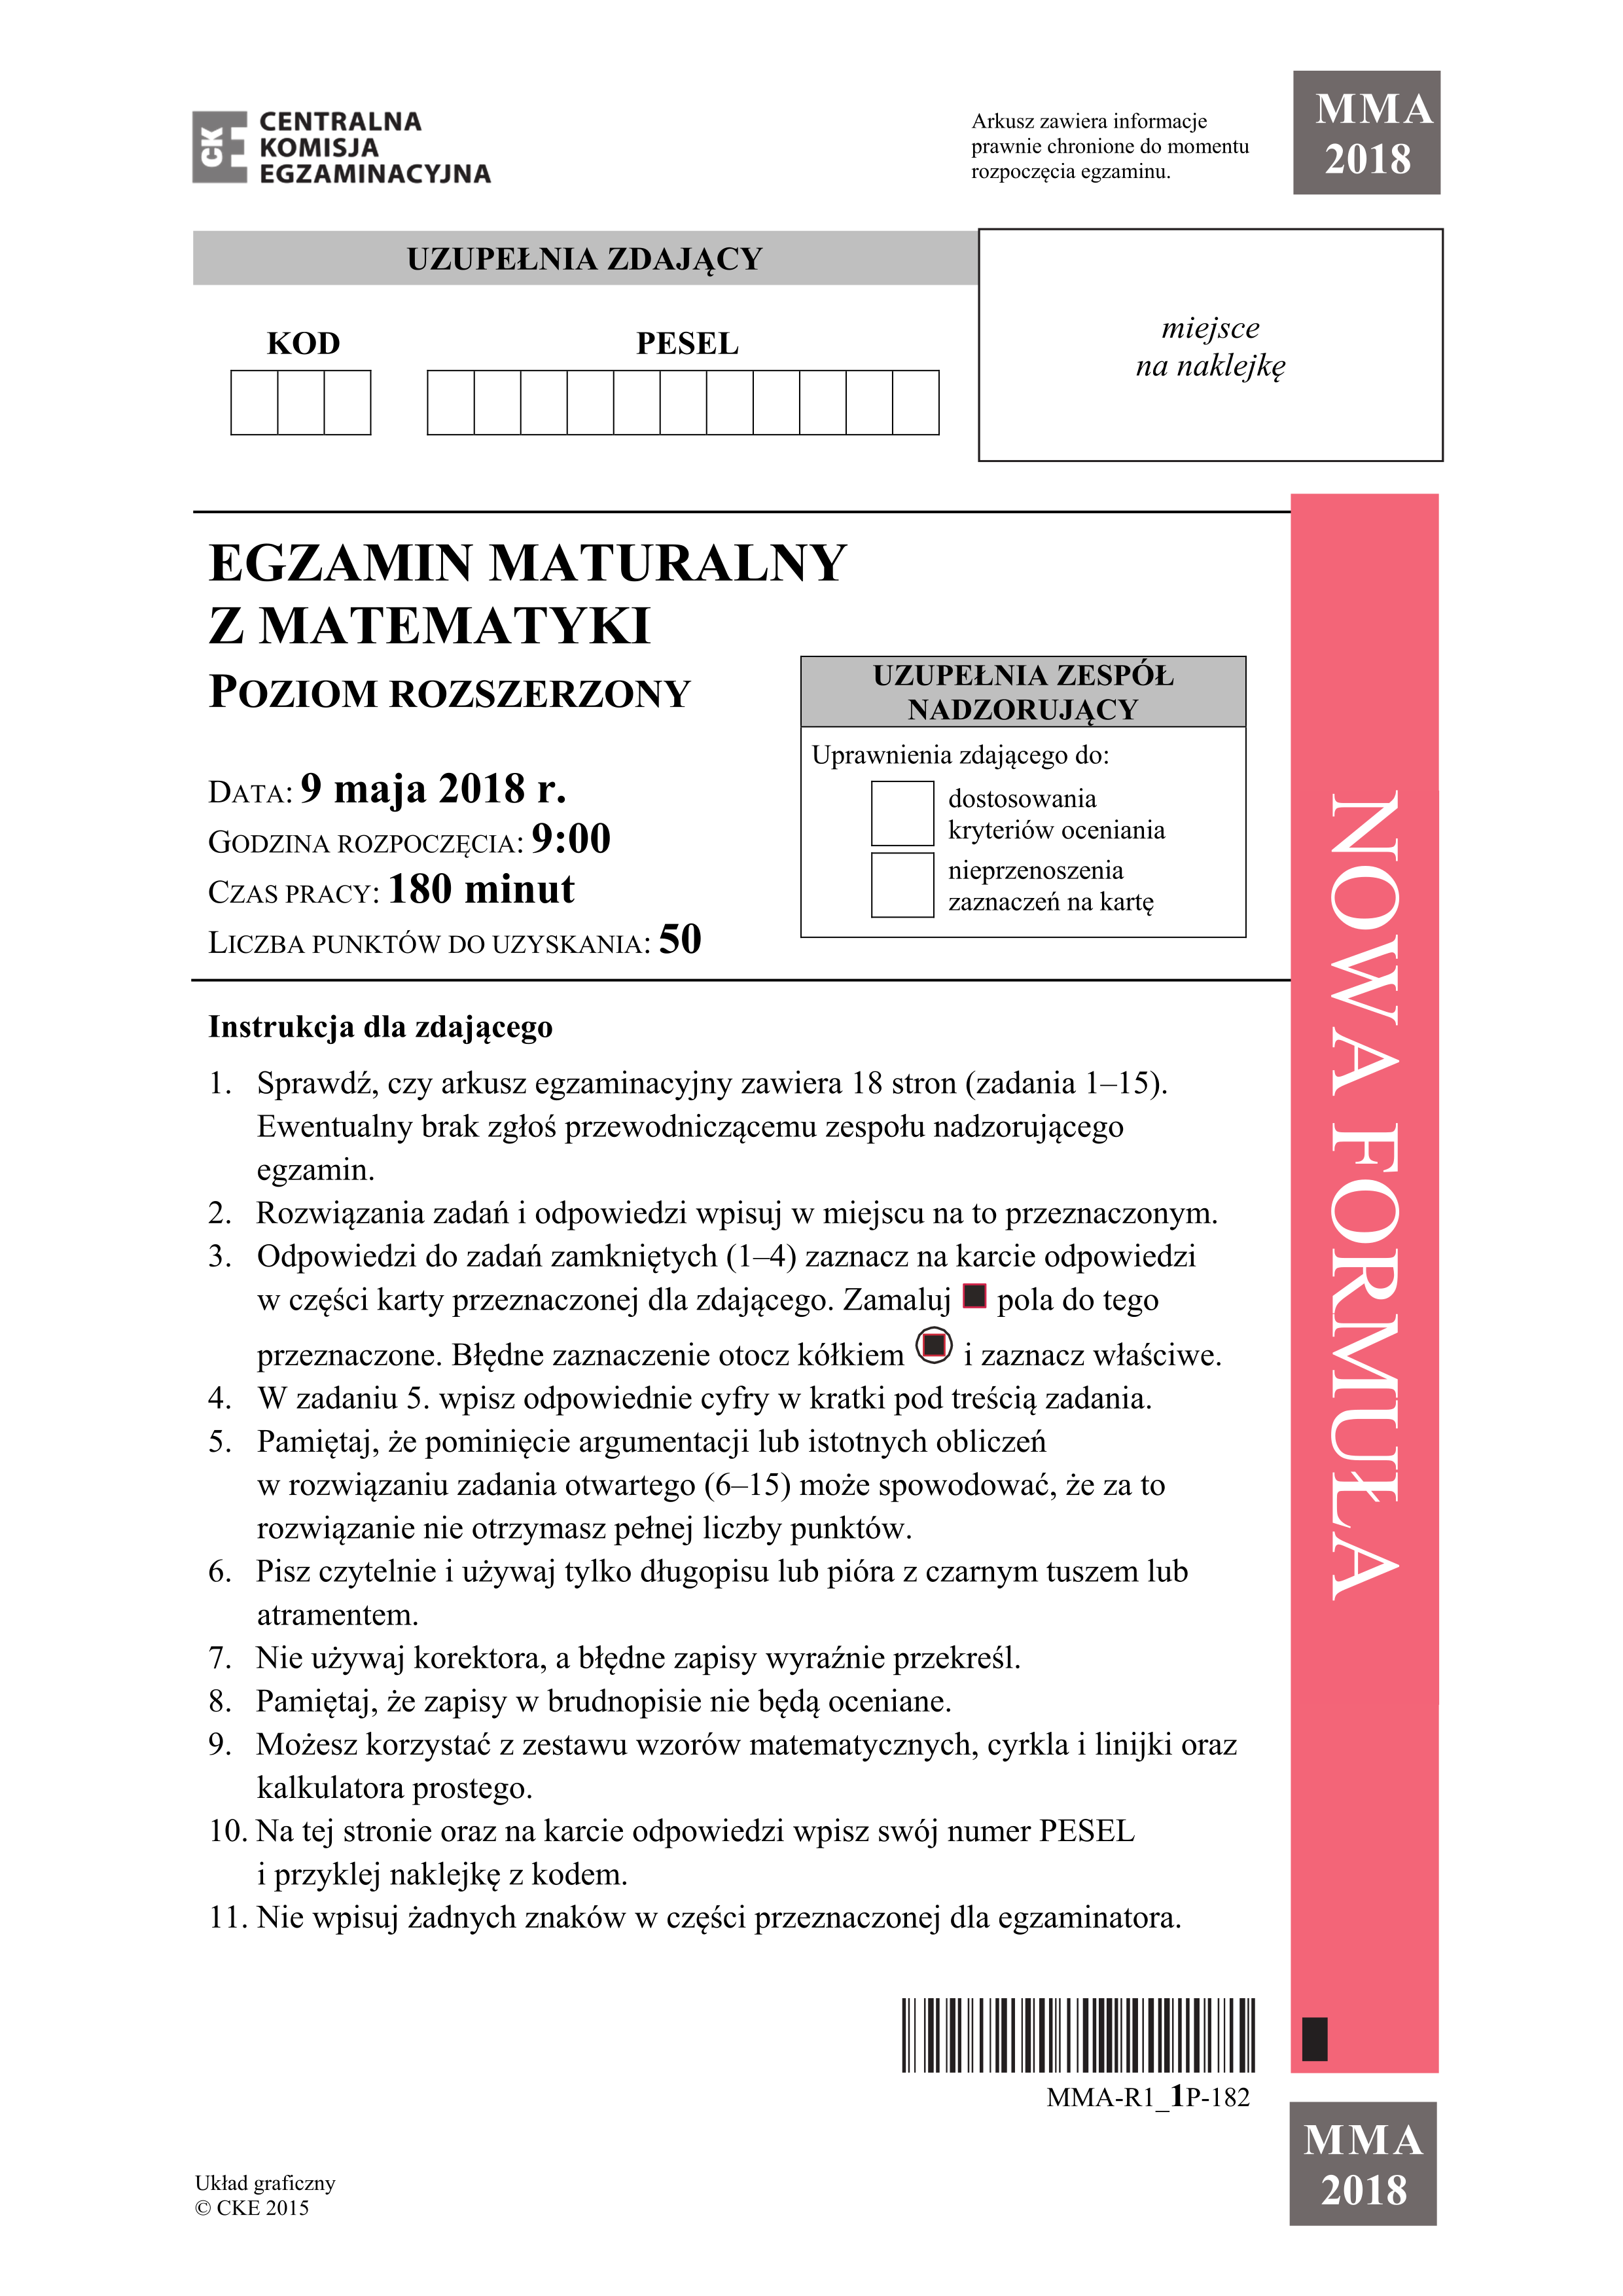 CK
E
CENTRALNA
KOMISJA
EGZAMINACYJNA
Arkusz zawiera informacje
prawnie chronione do momentu
rozpoczęcia egzaminu.
MMA
2018
UZUPEŁNIA ZDAJĄCY
KOD
PESEL
miejsce
na naklejkę
EGZAMIN MATURALNY
Z MATEMATYKI
POZIOM ROZSZERZONY
DATA: 9 maja 2018 r.
GODZINA ROZPOCZĘCIA: 9:00
CZAS PRACY: 180 minut
LICZBA PUNKTÓW DO UZYSKANIA: 50
UZUPEŁNIA ZESPÓŁ
NADZORUJĄCY
Uprawnienia zdającego do:
dostosowania
kryteriów oceniania
nieprzenoszenia
zaznaczeń na kartę
NOWA FORMUŁA
Instrukcja dla zdającego
1. Sprawdź, czy arkusz egzaminacyjny zawiera 18 stron (zadania 1–15).
Ewentualny brak zgłoś przewodniczącemu zespołu nadzorującego
egzamin.
2. Rozwiązania zadań i odpowiedzi wpisuj w miejscu na to przeznaczonym.
3. Odpowiedzi do zadań zamkniętych (1–4) zaznacz na karcie odpowiedzi
w części karty przeznaczonej dla zdającego. Zamaluj ■ pola do tego
przeznaczone. Błędne zaznaczenie otocz kółkiem i zaznacz właściwe.
4. W zadaniu 5. wpisz odpowiednie cyfry w kratki pod treścią zadania.
5. Pamiętaj, że pominięcie argumentacji lub istotnych obliczeń
w rozwiązaniu zadania otwartego (6–15) może spowodować, że za to
rozwiązanie nie otrzymasz pełnej liczby punktów.
6. Pisz czytelnie i używaj tylko długopisu lub pióra z czarnym tuszem lub
atramentem.
7. Nie używaj korektora, a błędne zapisy wyraźnie przekreśl.
8. Pamiętaj, że zapisy w brudnopisie nie będą oceniane.
9. Możesz korzystać z zestawu wzorów matematycznych, cyrkla i linijki oraz
kalkulatora prostego.
10. Na tej stronie oraz na karcie odpowiedzi wpisz swój numer PESEL
i przyklej naklejkę z kodem.
11. Nie wpisuj żadnych znaków w części przeznaczonej dla egzaminatora.
MMA-R1_1P-182
MMA
2018
Układ graficzny
© CKE 2015